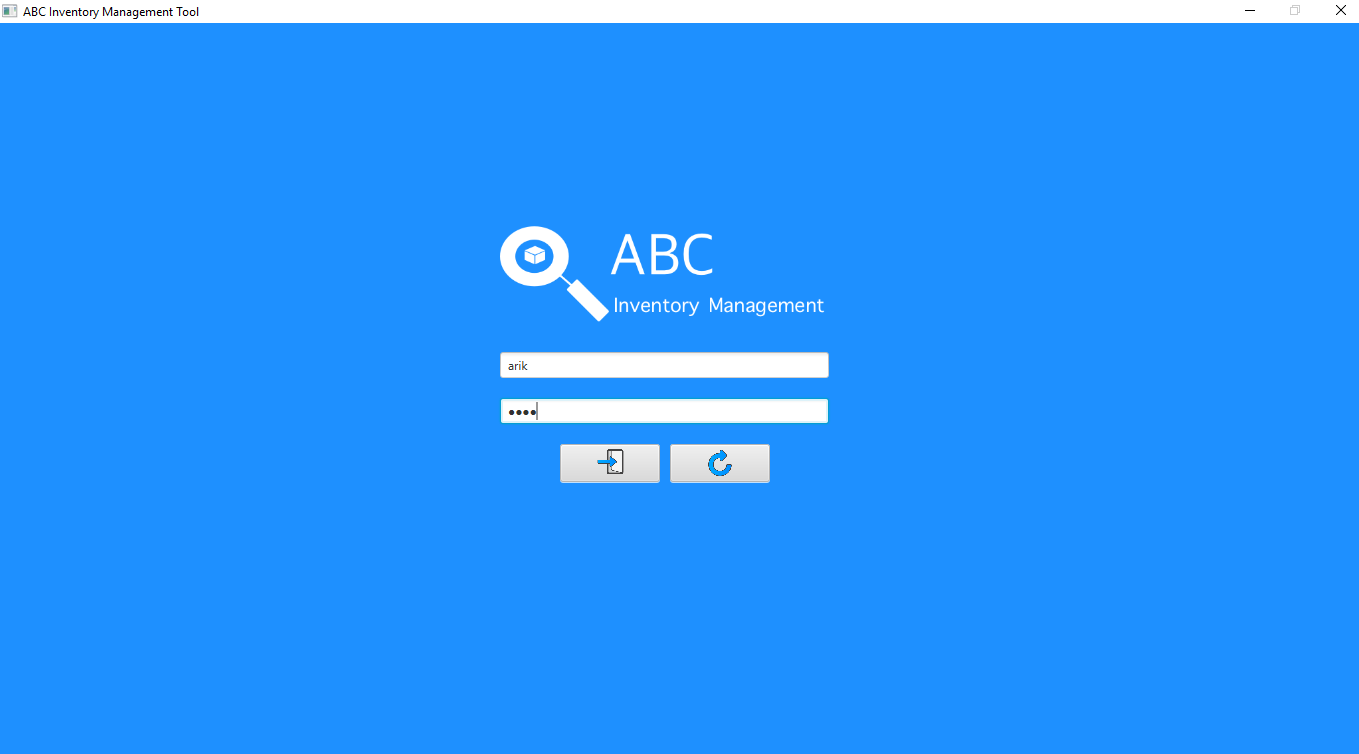 ABC Inventory Management Tool
ABC
Inventory Management
arik
••••